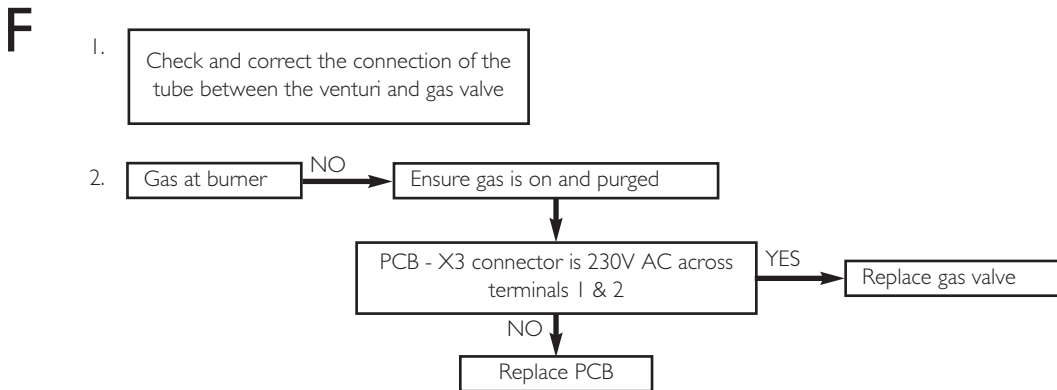 F
1.
Check and correct the connection of the
tube between the venturi and gas valve
2.
Gas at burner
NO
Ensure gas is on and purged
PCB - X3 connector is 230V AC across
terminals 1 & 2
YES
Replace gas valve
NO
Replace PCB